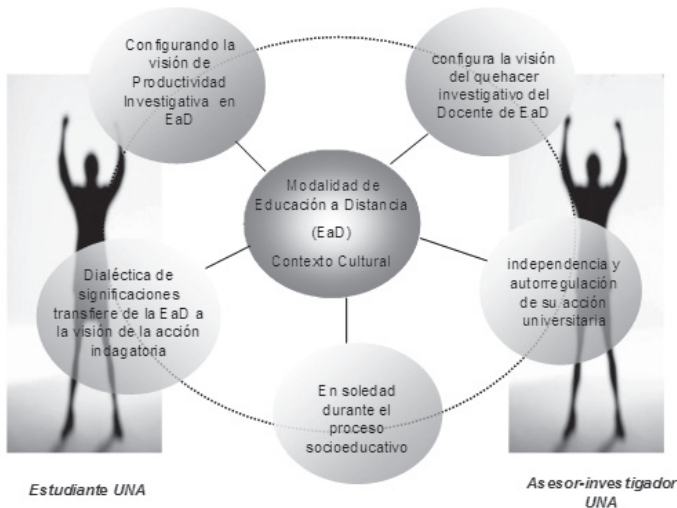 Configurando la
visión de
Productividad
Investigativa en
EaD
configura la visión
del quehacer
investigativo del
Docente de EaD
Modalidad de
Educación a Distancia
(EaD)
Contexto Cultural
Dialéctica de
significaciones
transfiere de la EaD a
la visión de la acción
indagatoria
independencia y
autorregulación
de su acción
universitaria
En soledad
durante el
proceso
socioeducativo
Estudiante UNA
Asesor-investigador
UNA